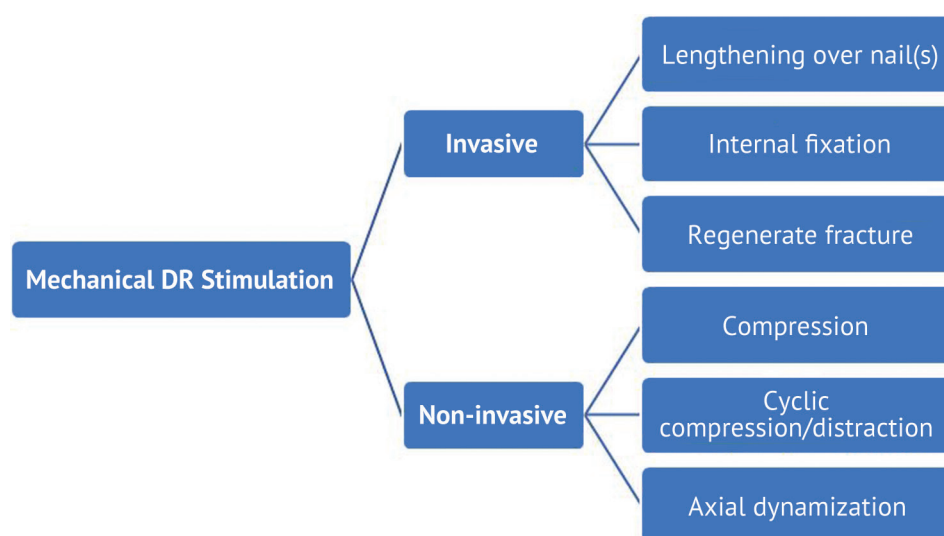 Mechanical DR Stimulation
Invasive
Lengthening over nail(s)
Internal fixation
Regenerate fracture
Non-invasive
Compression
Cyclic
compression/distraction
Axial dynamization